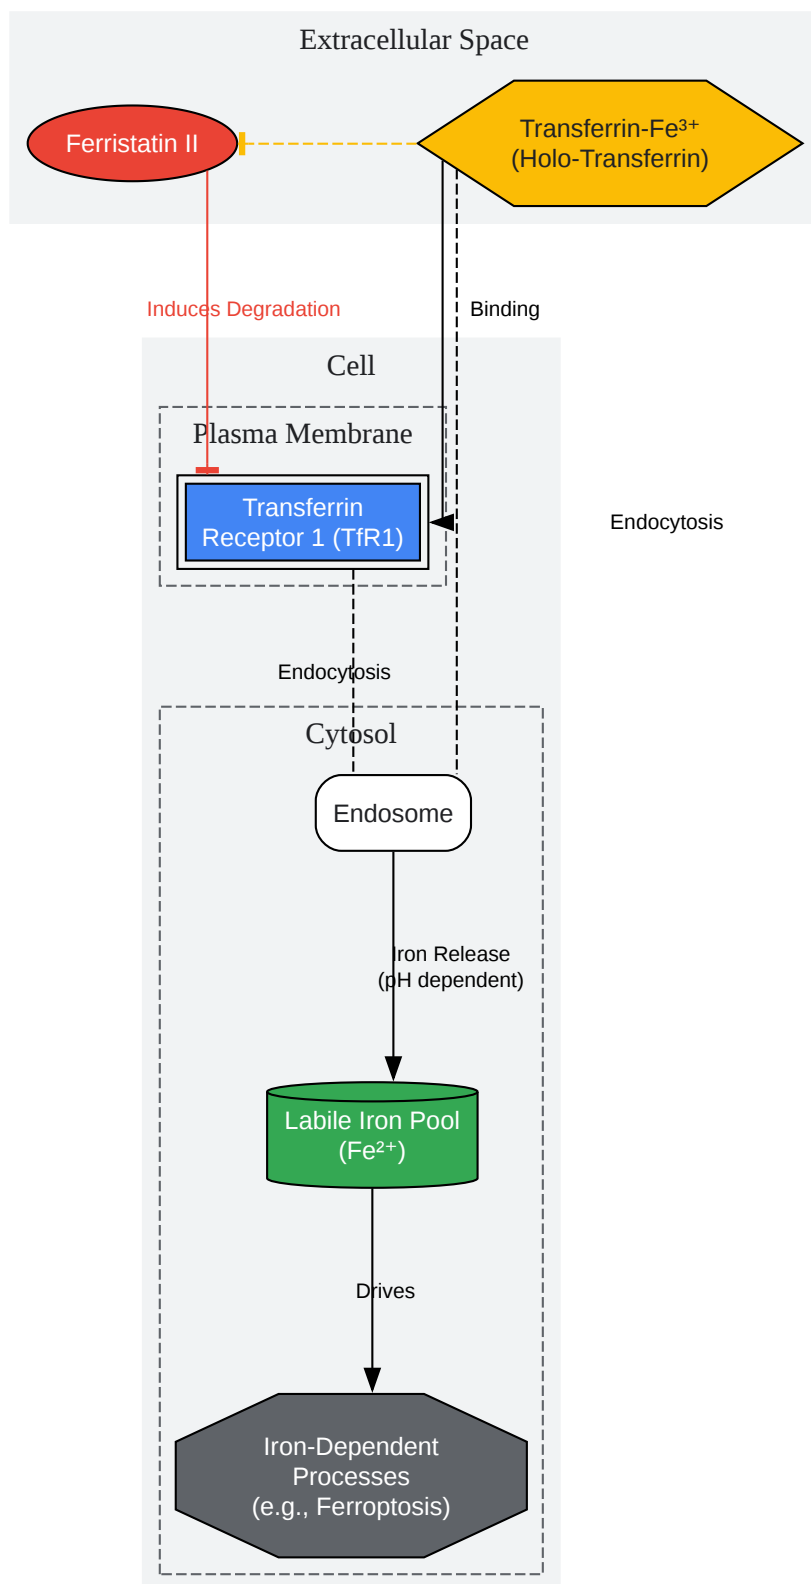 Extracellular Space
Ferristatin II
Transferrin-Fe³⁺
(Holo-Transferrin)
Induces Degradation
Binding
Cell
Plasma Membrane
Transferrin
Receptor 1 (TfR1)
Endocytosis
Endocytosis
Cytosol
Endosome
Iron Release
(pH dependent)
Labile Iron Pool
(Fe²⁺)
Drives
Iron-Dependent
Processes
(e.g., Ferroptosis)